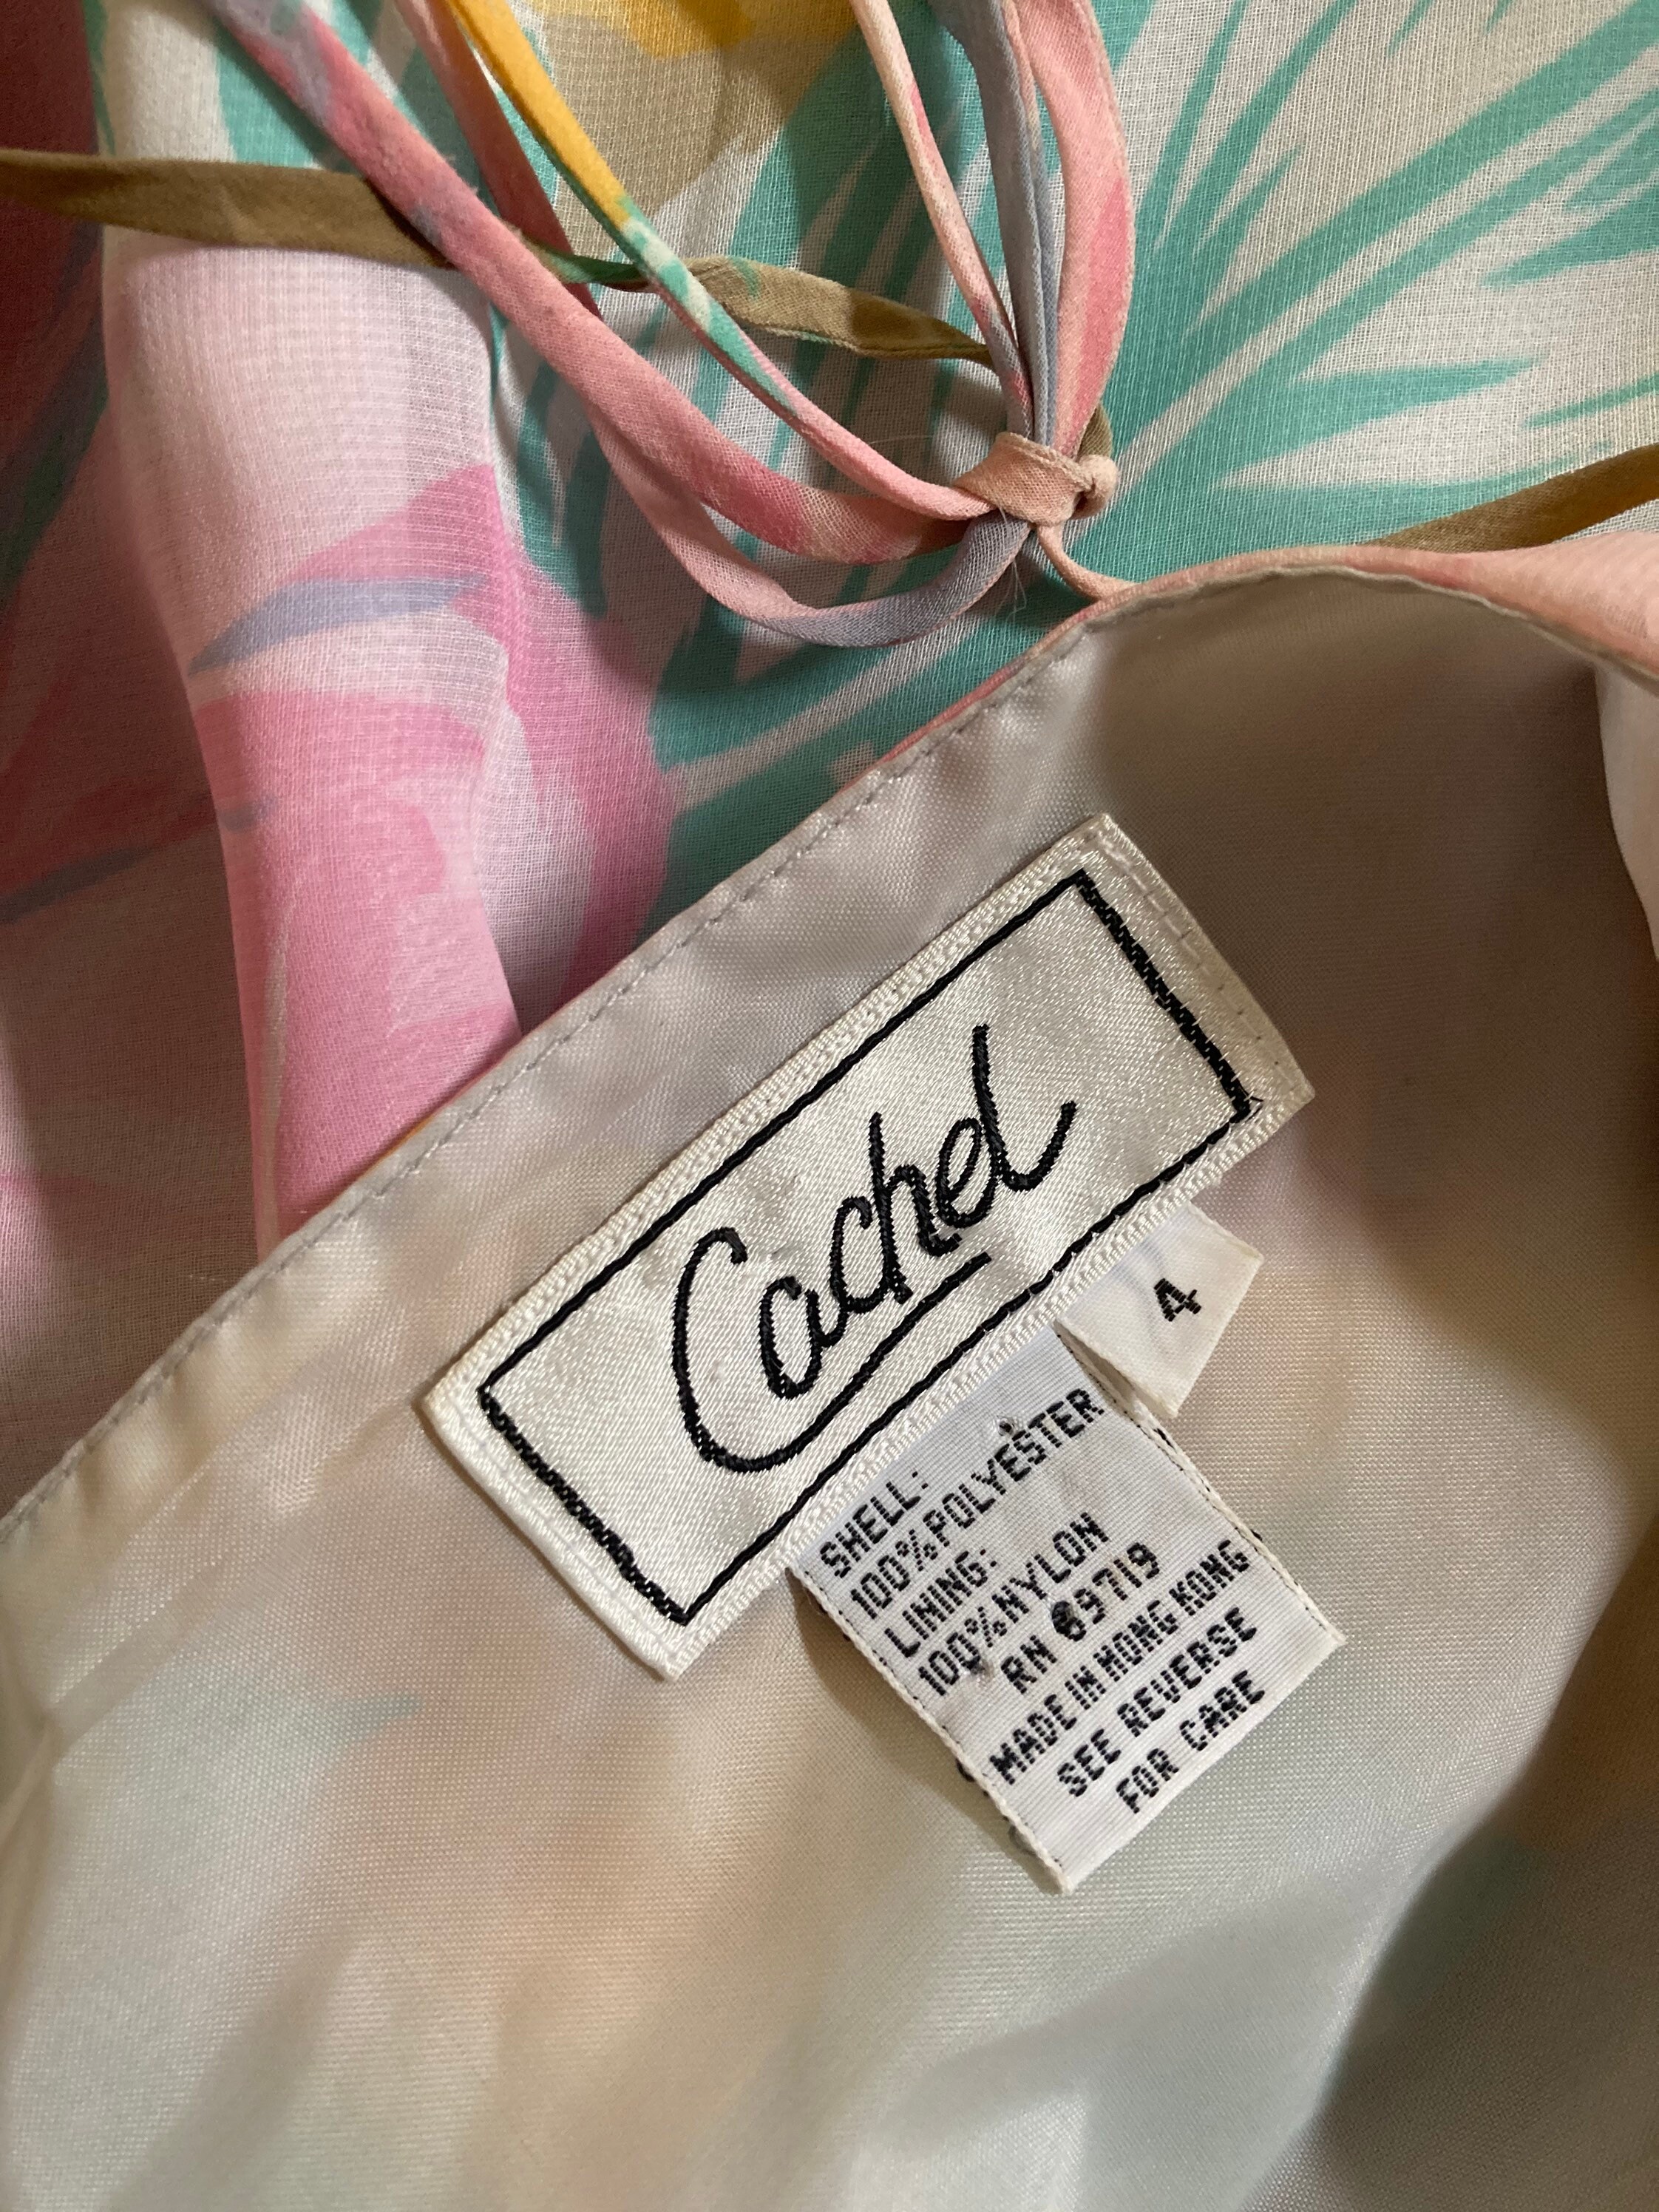 Cachel
4
SHELL:
100% POLYESTER
LINING:
100% NYLON
RN 69719
MADE IN HONG KONG
SEE REVERSE
FOR CARE